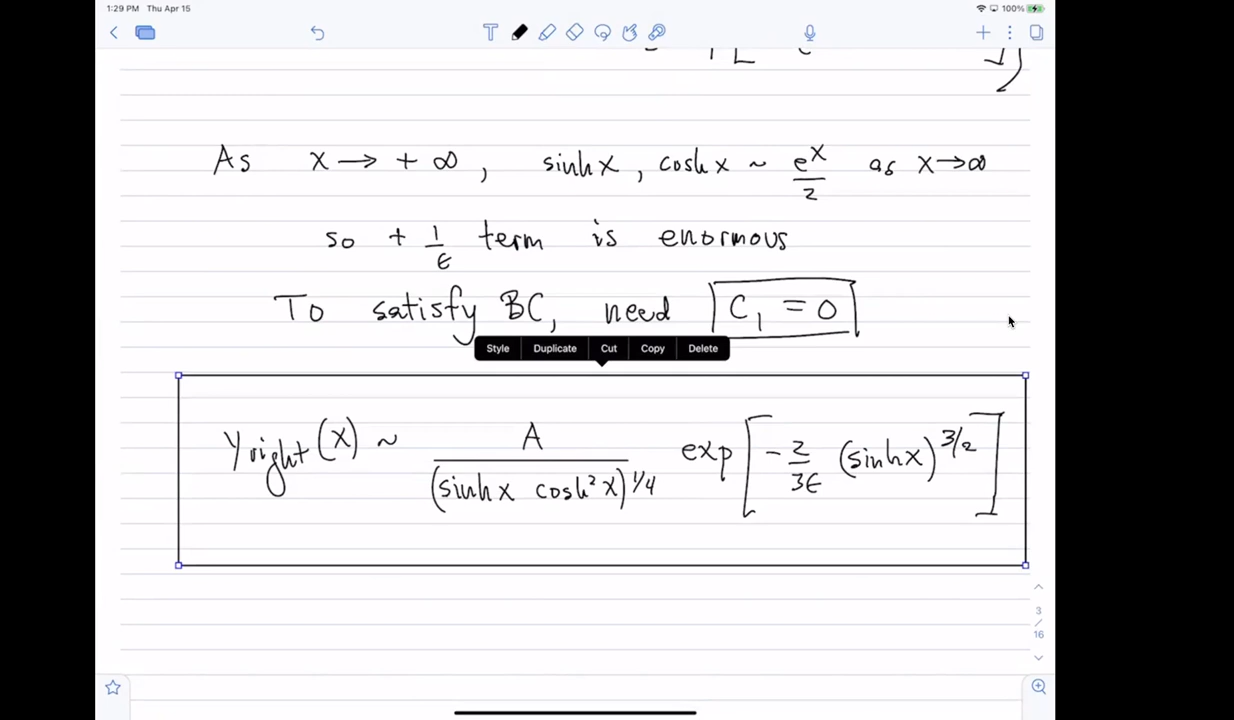 1:29 PM Thu Apr 15
100%
As x → + ∞ , sinh x , cosh x ~ e^x/2 as x→∞
so + 1/ε term is enormous
To satisfy BC, need C₁ = 0
Style Duplicate Cut Copy Delete
y_right(x) ~ A/(sinh x cosh² x)^1/4 exp[ - 2/3ε (sinh x)^3/2 ]
3
/
16